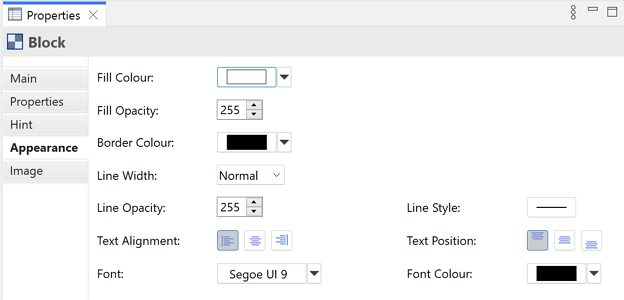 Properties
Block
Main
Properties
Hint
Appearance
Image
Fill Colour:
Fill Opacity: 255
Border Colour:
Line Width: Normal
Line Opacity: 255 Line Style:
Text Alignment: Text Position:
Font: Segoe UI 9 Font Colour: